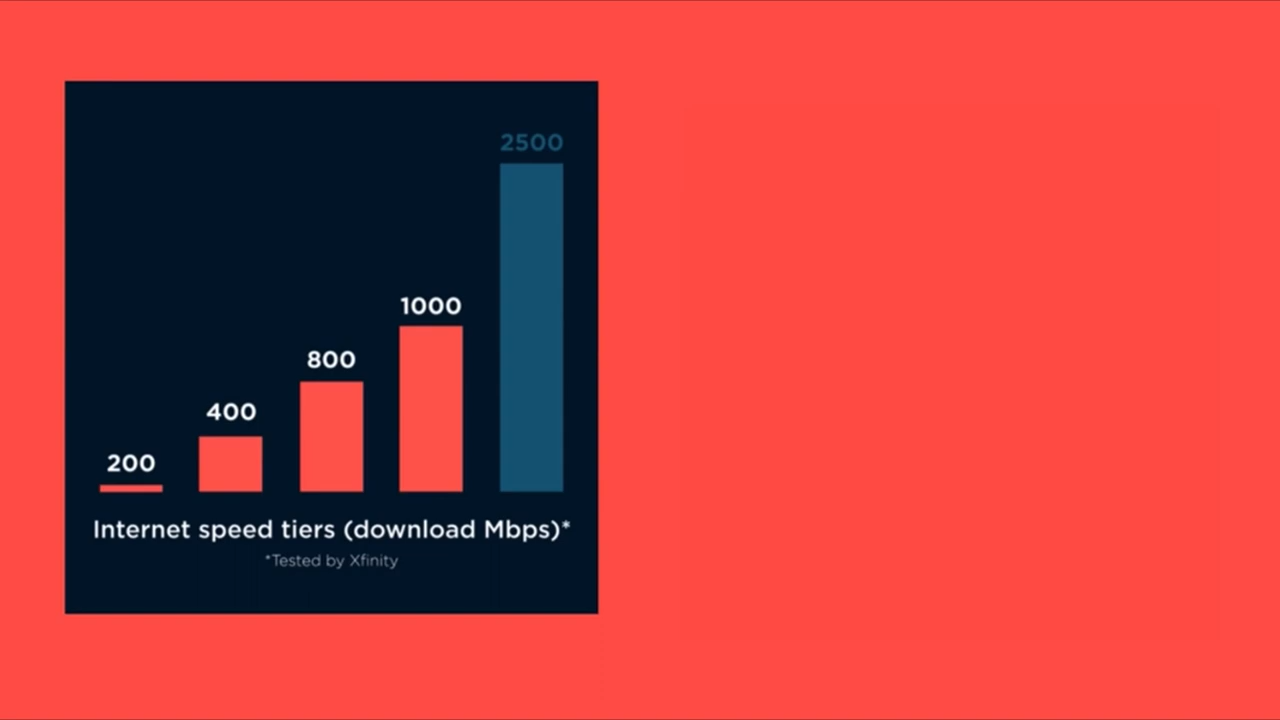 2500
1000
800
400
200
Internet speed tiers (download Mbps)*
*Tested by Xfinity